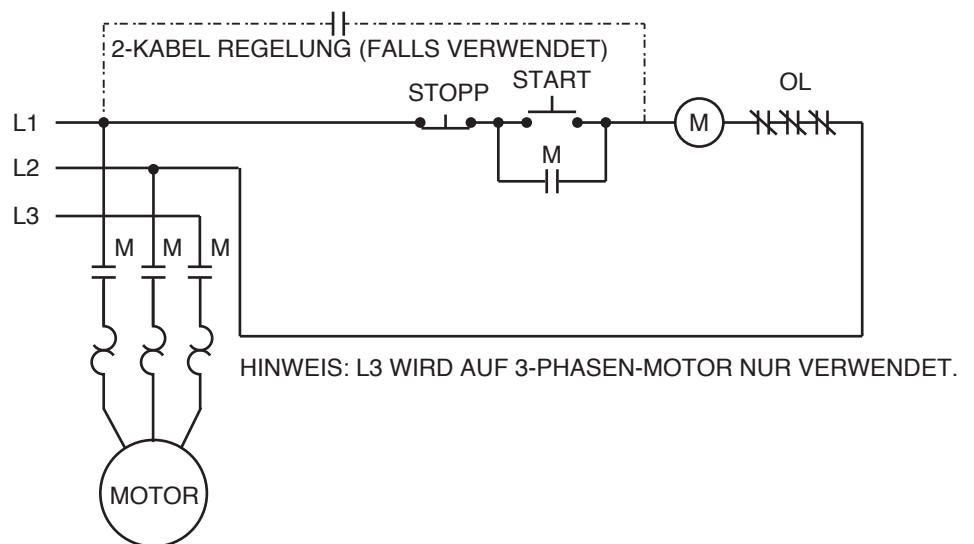 2-KABEL REGELUNG (FALLS VERWENDET)
START
STOPP
OL
L1
M
M
L2
L3
M M M
HINWEIS: L3 WIRD AUF 3-PHASEN-MOTOR NUR VERWENDET.
MOTOR